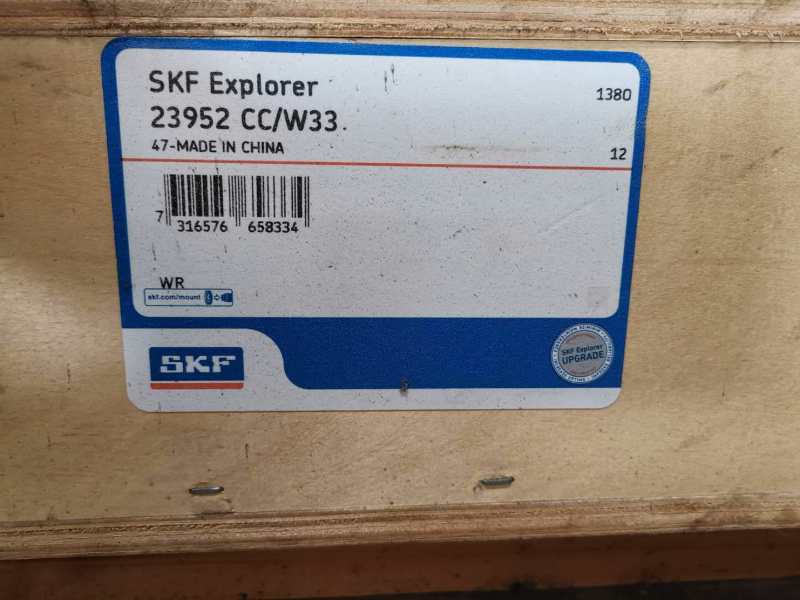 SKF Explorer
1380
23952 CC/W33
47-MADE IN CHINA
12
7 316576 658334
WR
skf.com/mount
SKF
SKF Explorer
UPGRADE